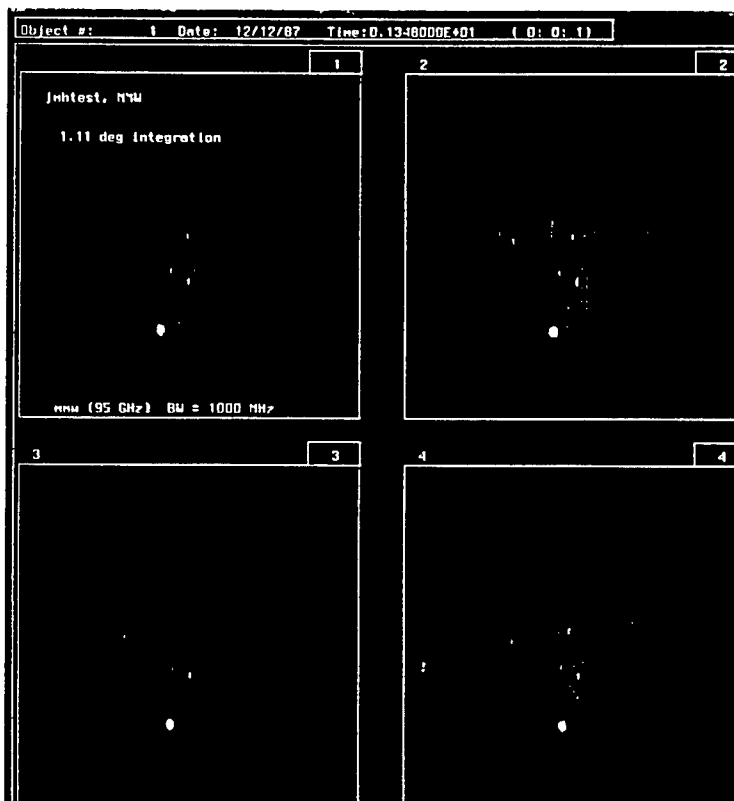 Object #: 1 Date: 12/12/87 Time:0.1348000E+01 ( 0: 0: 1)
1
2 2
jmhtest, MMW
1.11 deg integration
mmw (95 GHz) BW = 1000 MHz
3 3
4 4